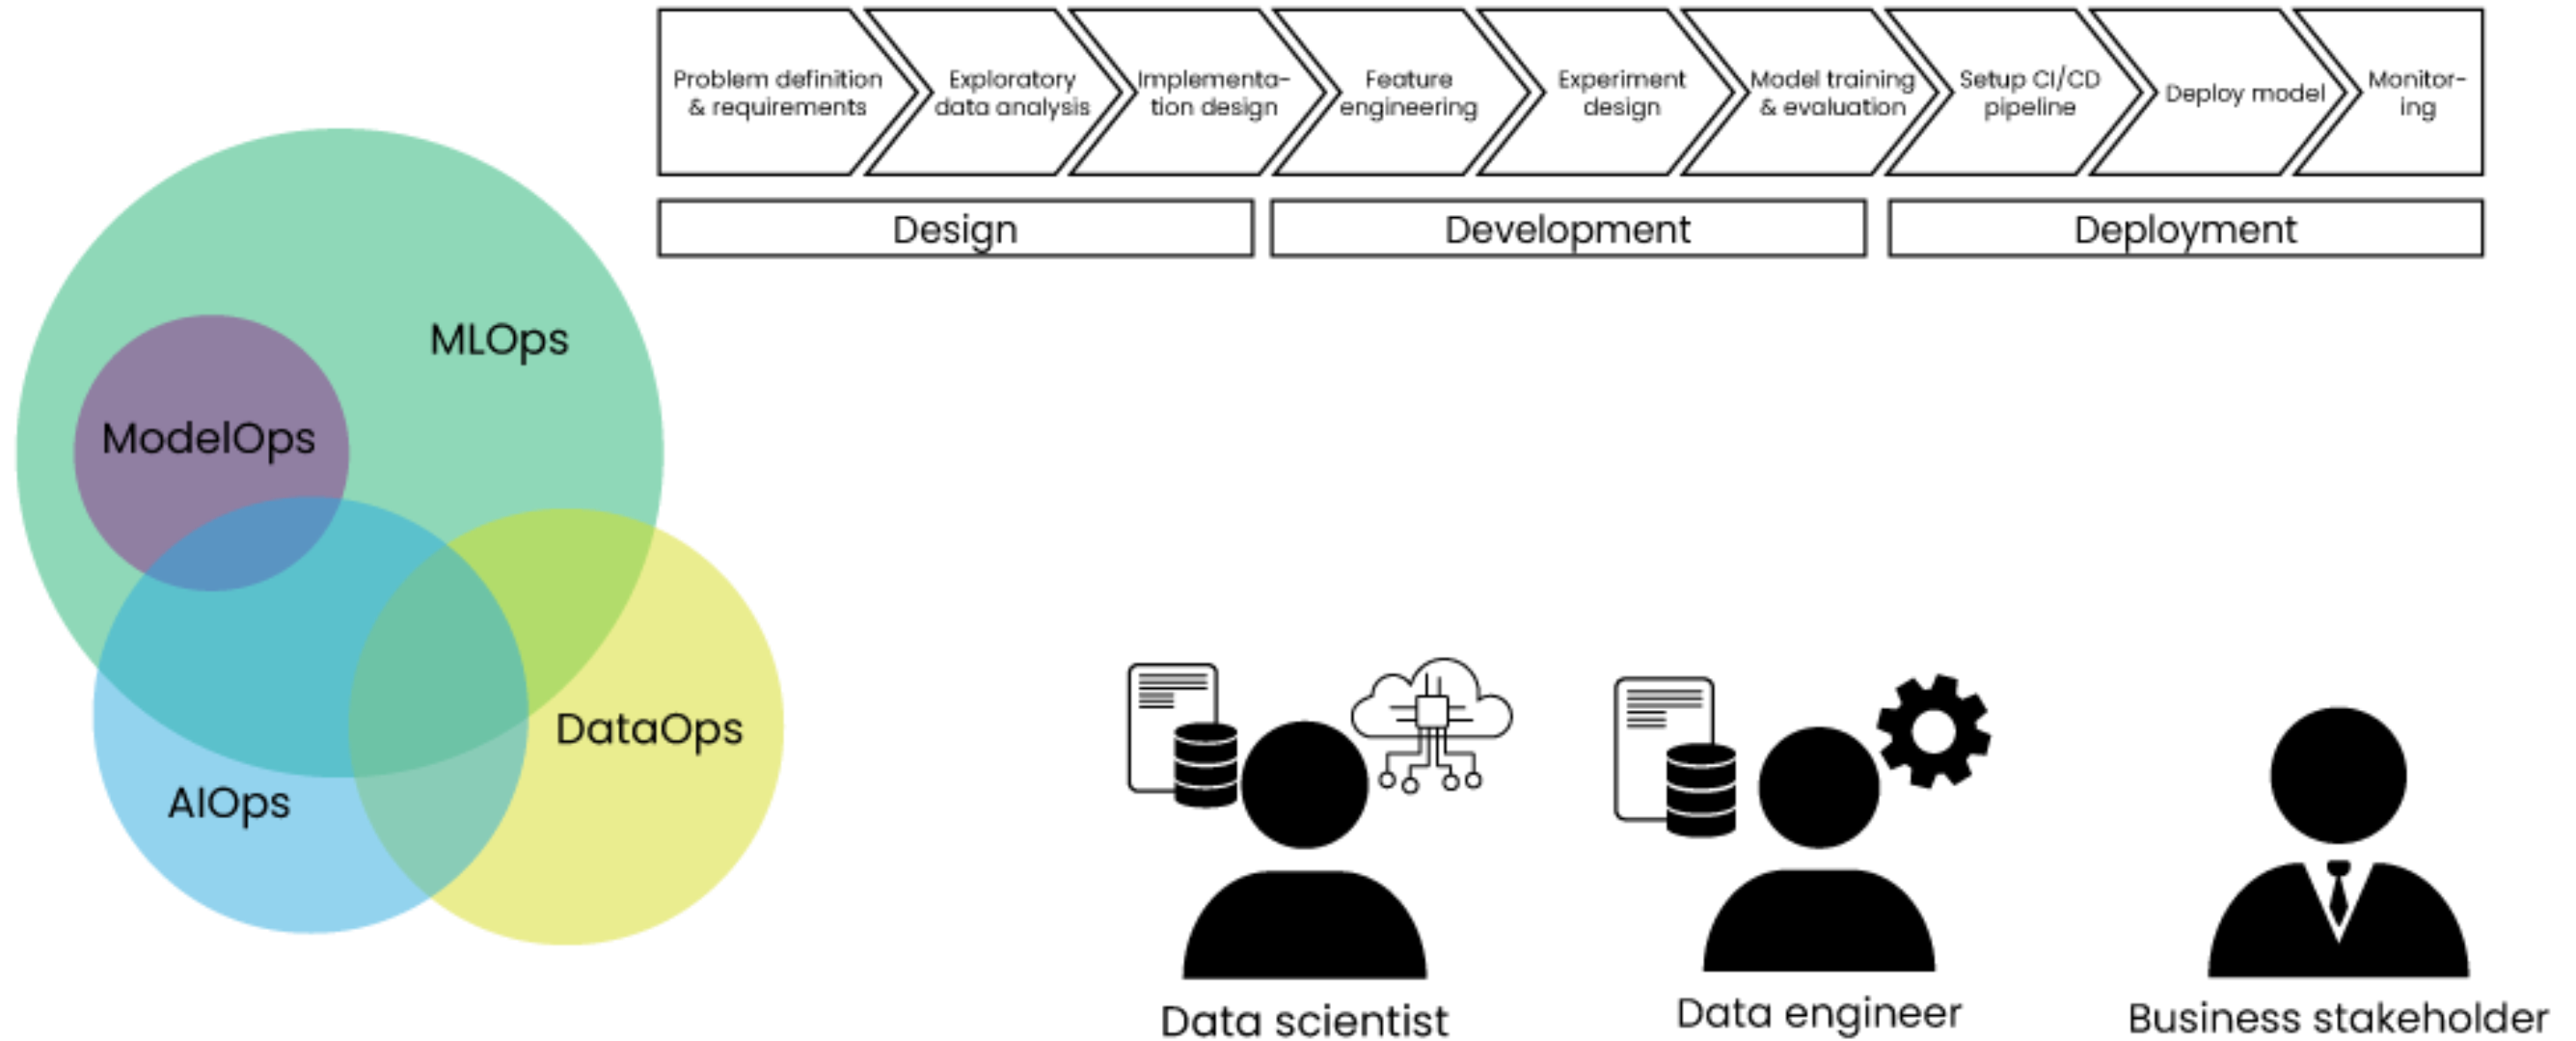 Problem definition
& requirements
Exploratory
data analysis
Implementa-
tion design
Feature
engineering
Experiment
design
Model training
& evaluation
Setup CI/CD
pipeline
Deploy model
Monitor-
ing
Design
Development
Deployment
MLOps
ModelOps
DataOps
AIOps
Data scientist
Data engineer
Business stakeholder